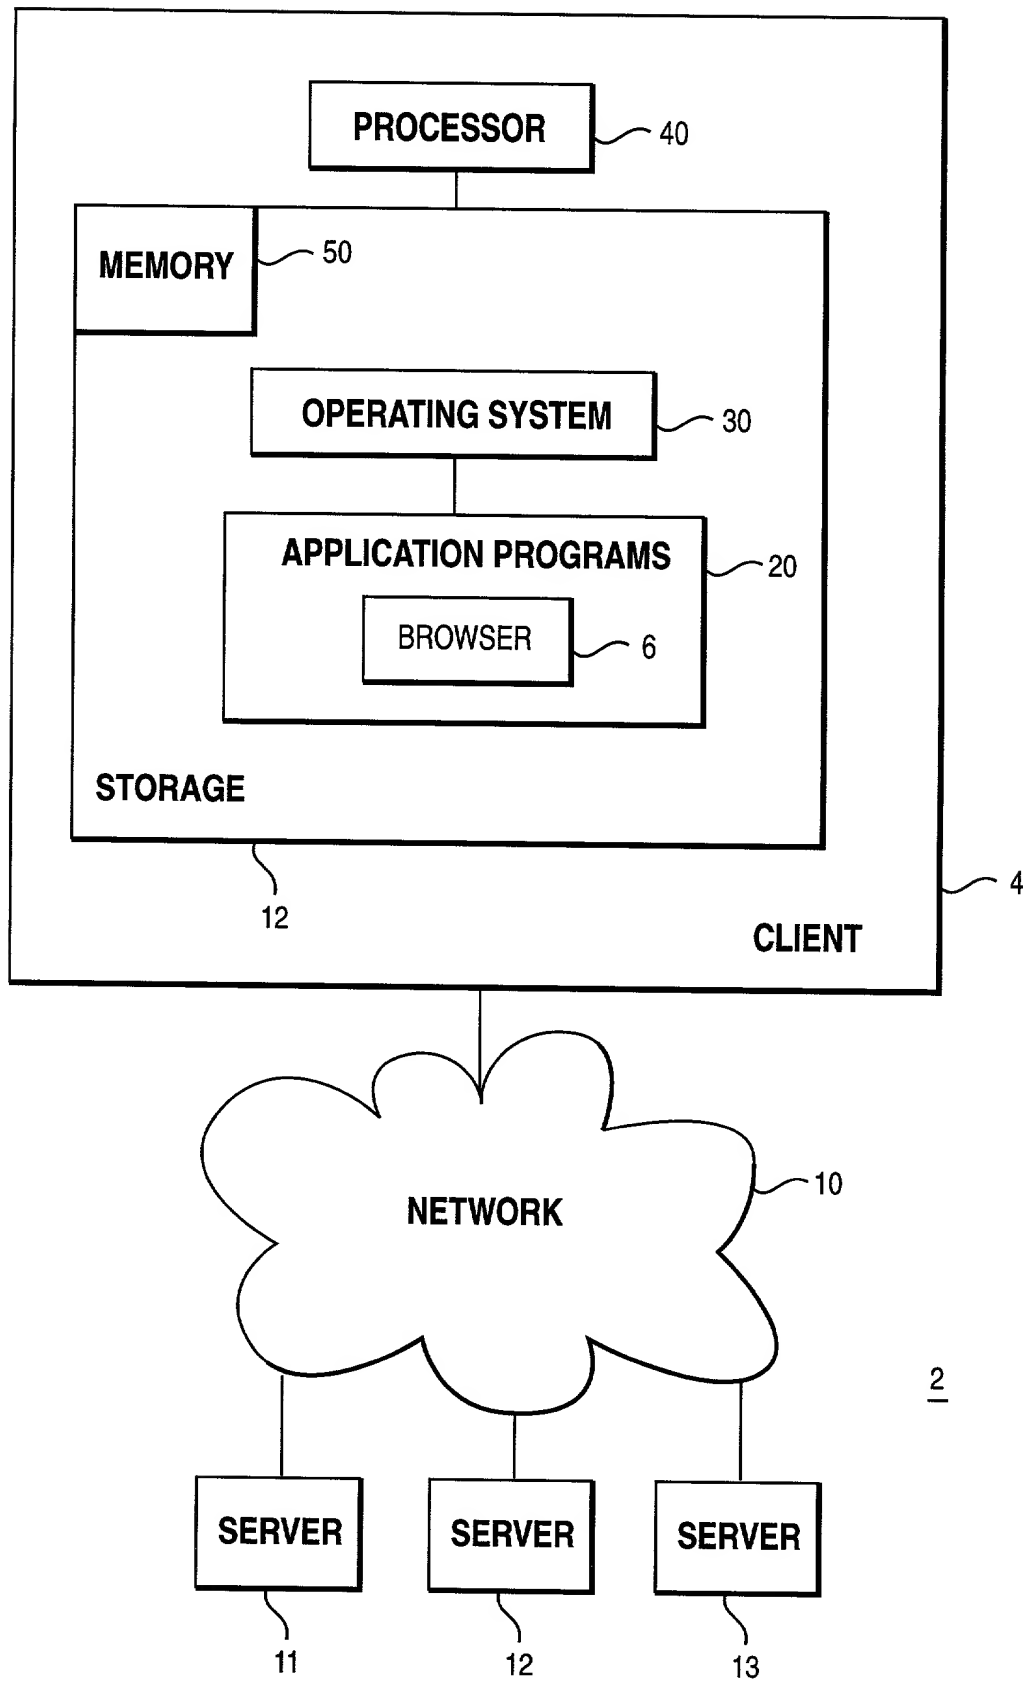 PROCESSOR
40
MEMORY
50
OPERATING SYSTEM
30
APPLICATION PROGRAMS
20
BROWSER
6
STORAGE
12
4
CLIENT
NETWORK
10
2
SERVER
SERVER
SERVER
11
12
13